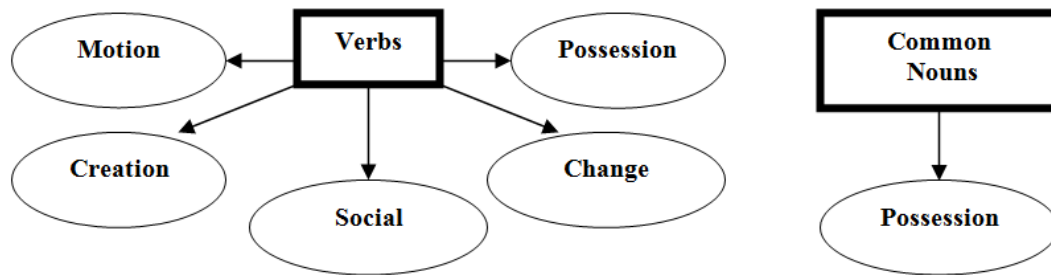 Motion
Verbs
Possession
Common
Nouns
Creation
Change
Social
Possession